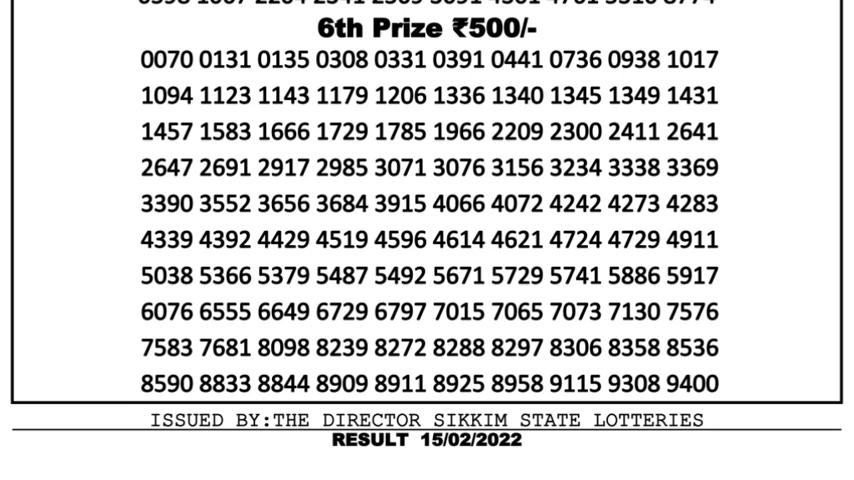 6th Prize ₹500/-
0070 0131 0135 0308 0331 0391 0441 0736 0938 1017
1094 1123 1143 1179 1206 1336 1340 1345 1349 1431
1457 1583 1666 1729 1785 1966 2209 2300 2411 2641
2647 2691 2917 2985 3071 3076 3156 3234 3338 3369
3390 3552 3656 3684 3915 4066 4072 4242 4273 4283
4339 4392 4429 4519 4596 4614 4621 4724 4729 4911
5038 5366 5379 5487 5492 5671 5729 5741 5886 5917
6076 6555 6649 6729 6797 7015 7065 7073 7130 7576
7583 7681 8098 8239 8272 8288 8297 8306 8358 8536
8590 8833 8844 8909 8911 8925 8958 9115 9308 9400
ISSUED BY:THE DIRECTOR SIKKIM STATE LOTTERIES
RESULT 15/02/2022